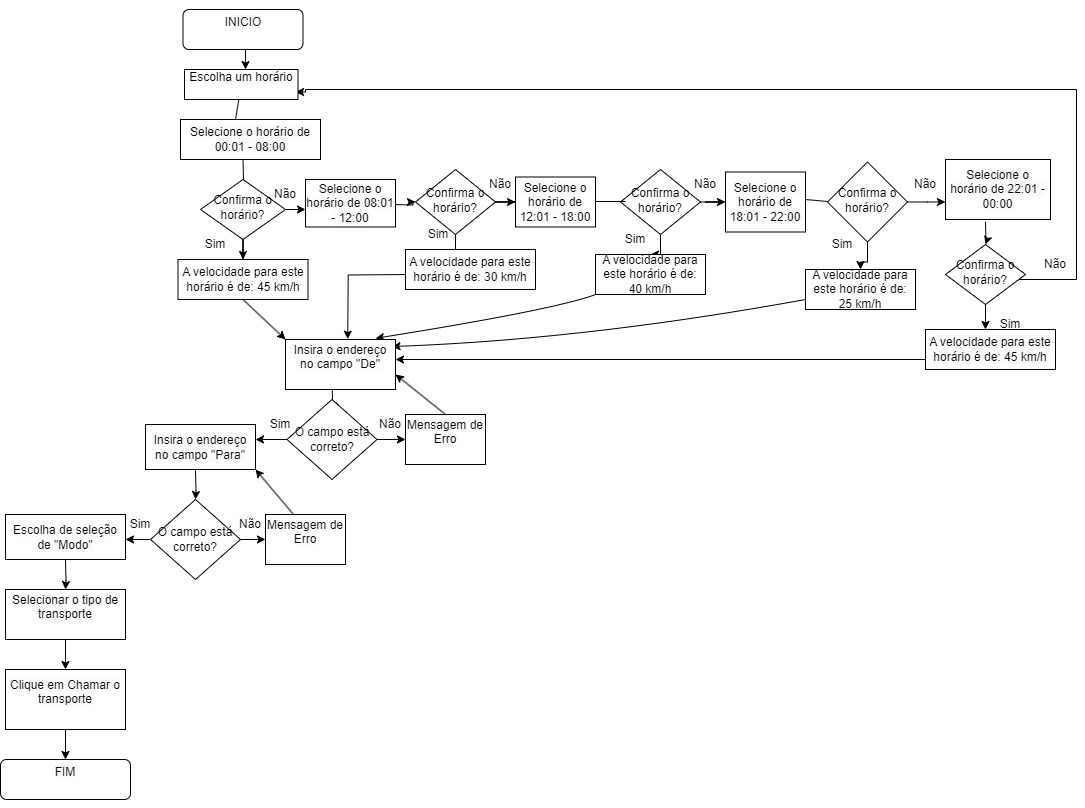 INICIO
Escolha um horário
Selecione o horário de
00:01 - 08:00
Confirma o
horário?
Não
Sim
Selecione o
horário de 08:01
- 12:00
Confirma o
horário?
Não
Sim
Selecione o
horário de
12:01 - 18:00
Confirma o
horário?
Não
Sim
Selecione o
horário de
18:01 - 22:00
Confirma o
horário?
Não
Sim
Selecione o
horário de 22:01 -
00:00
Confirma o
horário?
Não
Sim
A velocidade para este
horário é de: 45 km/h
A velocidade para este
horário é de: 30 km/h
A velocidade para
este horário é de:
40 km/h
A velocidade para
este horário é de:
25 km/h
A velocidade para este
horário é de: 45 km/h
Insira o endereço
no campo "De"
O campo está
correto?
Sim
Não
Mensagem de
Erro
Insira o endereço
no campo "Para"
O campo está
correto?
Sim
Não
Mensagem de
Erro
Escolha de seleção
de "Modo"
Selecionar o tipo de
transporte
Clique em Chamar o
transporte
FIM